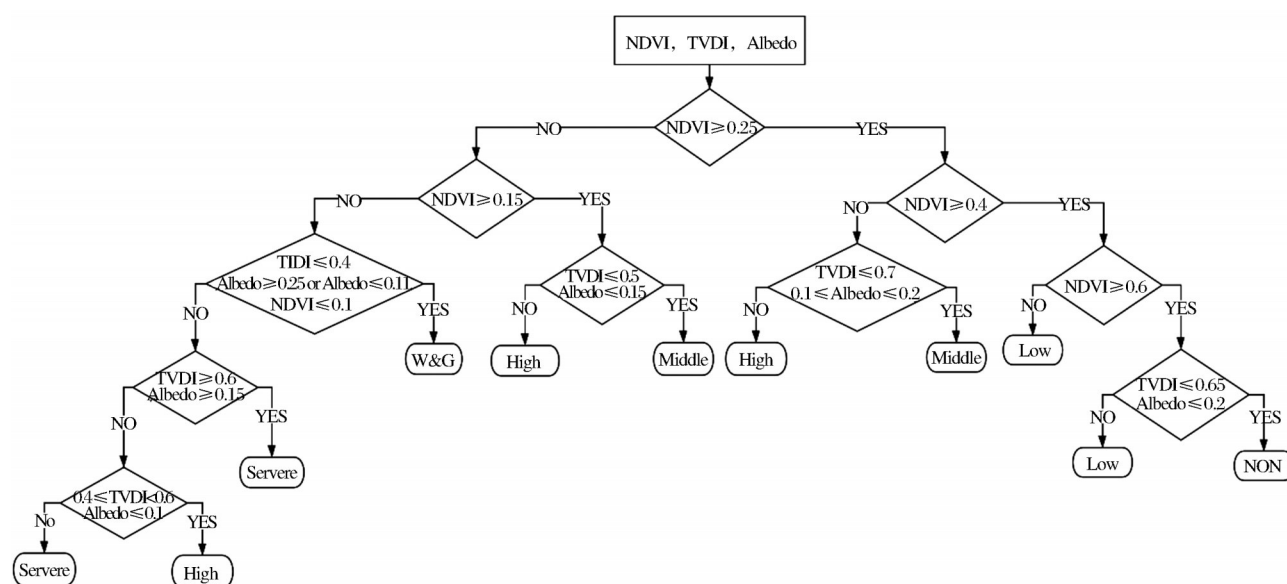 NDVI, TVDI, Albedo
NDVI≥0.25
NO
YES
NDVI≥0.15
NDVI≥0.4
NO
YES
NO
YES
TIDI≤0.4
Albedo≥0.25 or Albedo≤0.11
NDVI≤0.1
TVDI≤0.5
Albedo≤0.15
TVDI≤0.7
0.1≤Albedo≤0.2
NDVI≥0.6
NO
YES
NO
YES
NO
YES
NO
YES
W&G
High
Middle
High
Middle
Low
TVDI≥0.6
Albedo≥0.15
TVDI≤0.65
Albedo≤0.2
NO
YES
NO
YES
Servere
Low
NON
0.4≤TVDI<0.6
Albedo≤0.1
No
YES
Servere
High